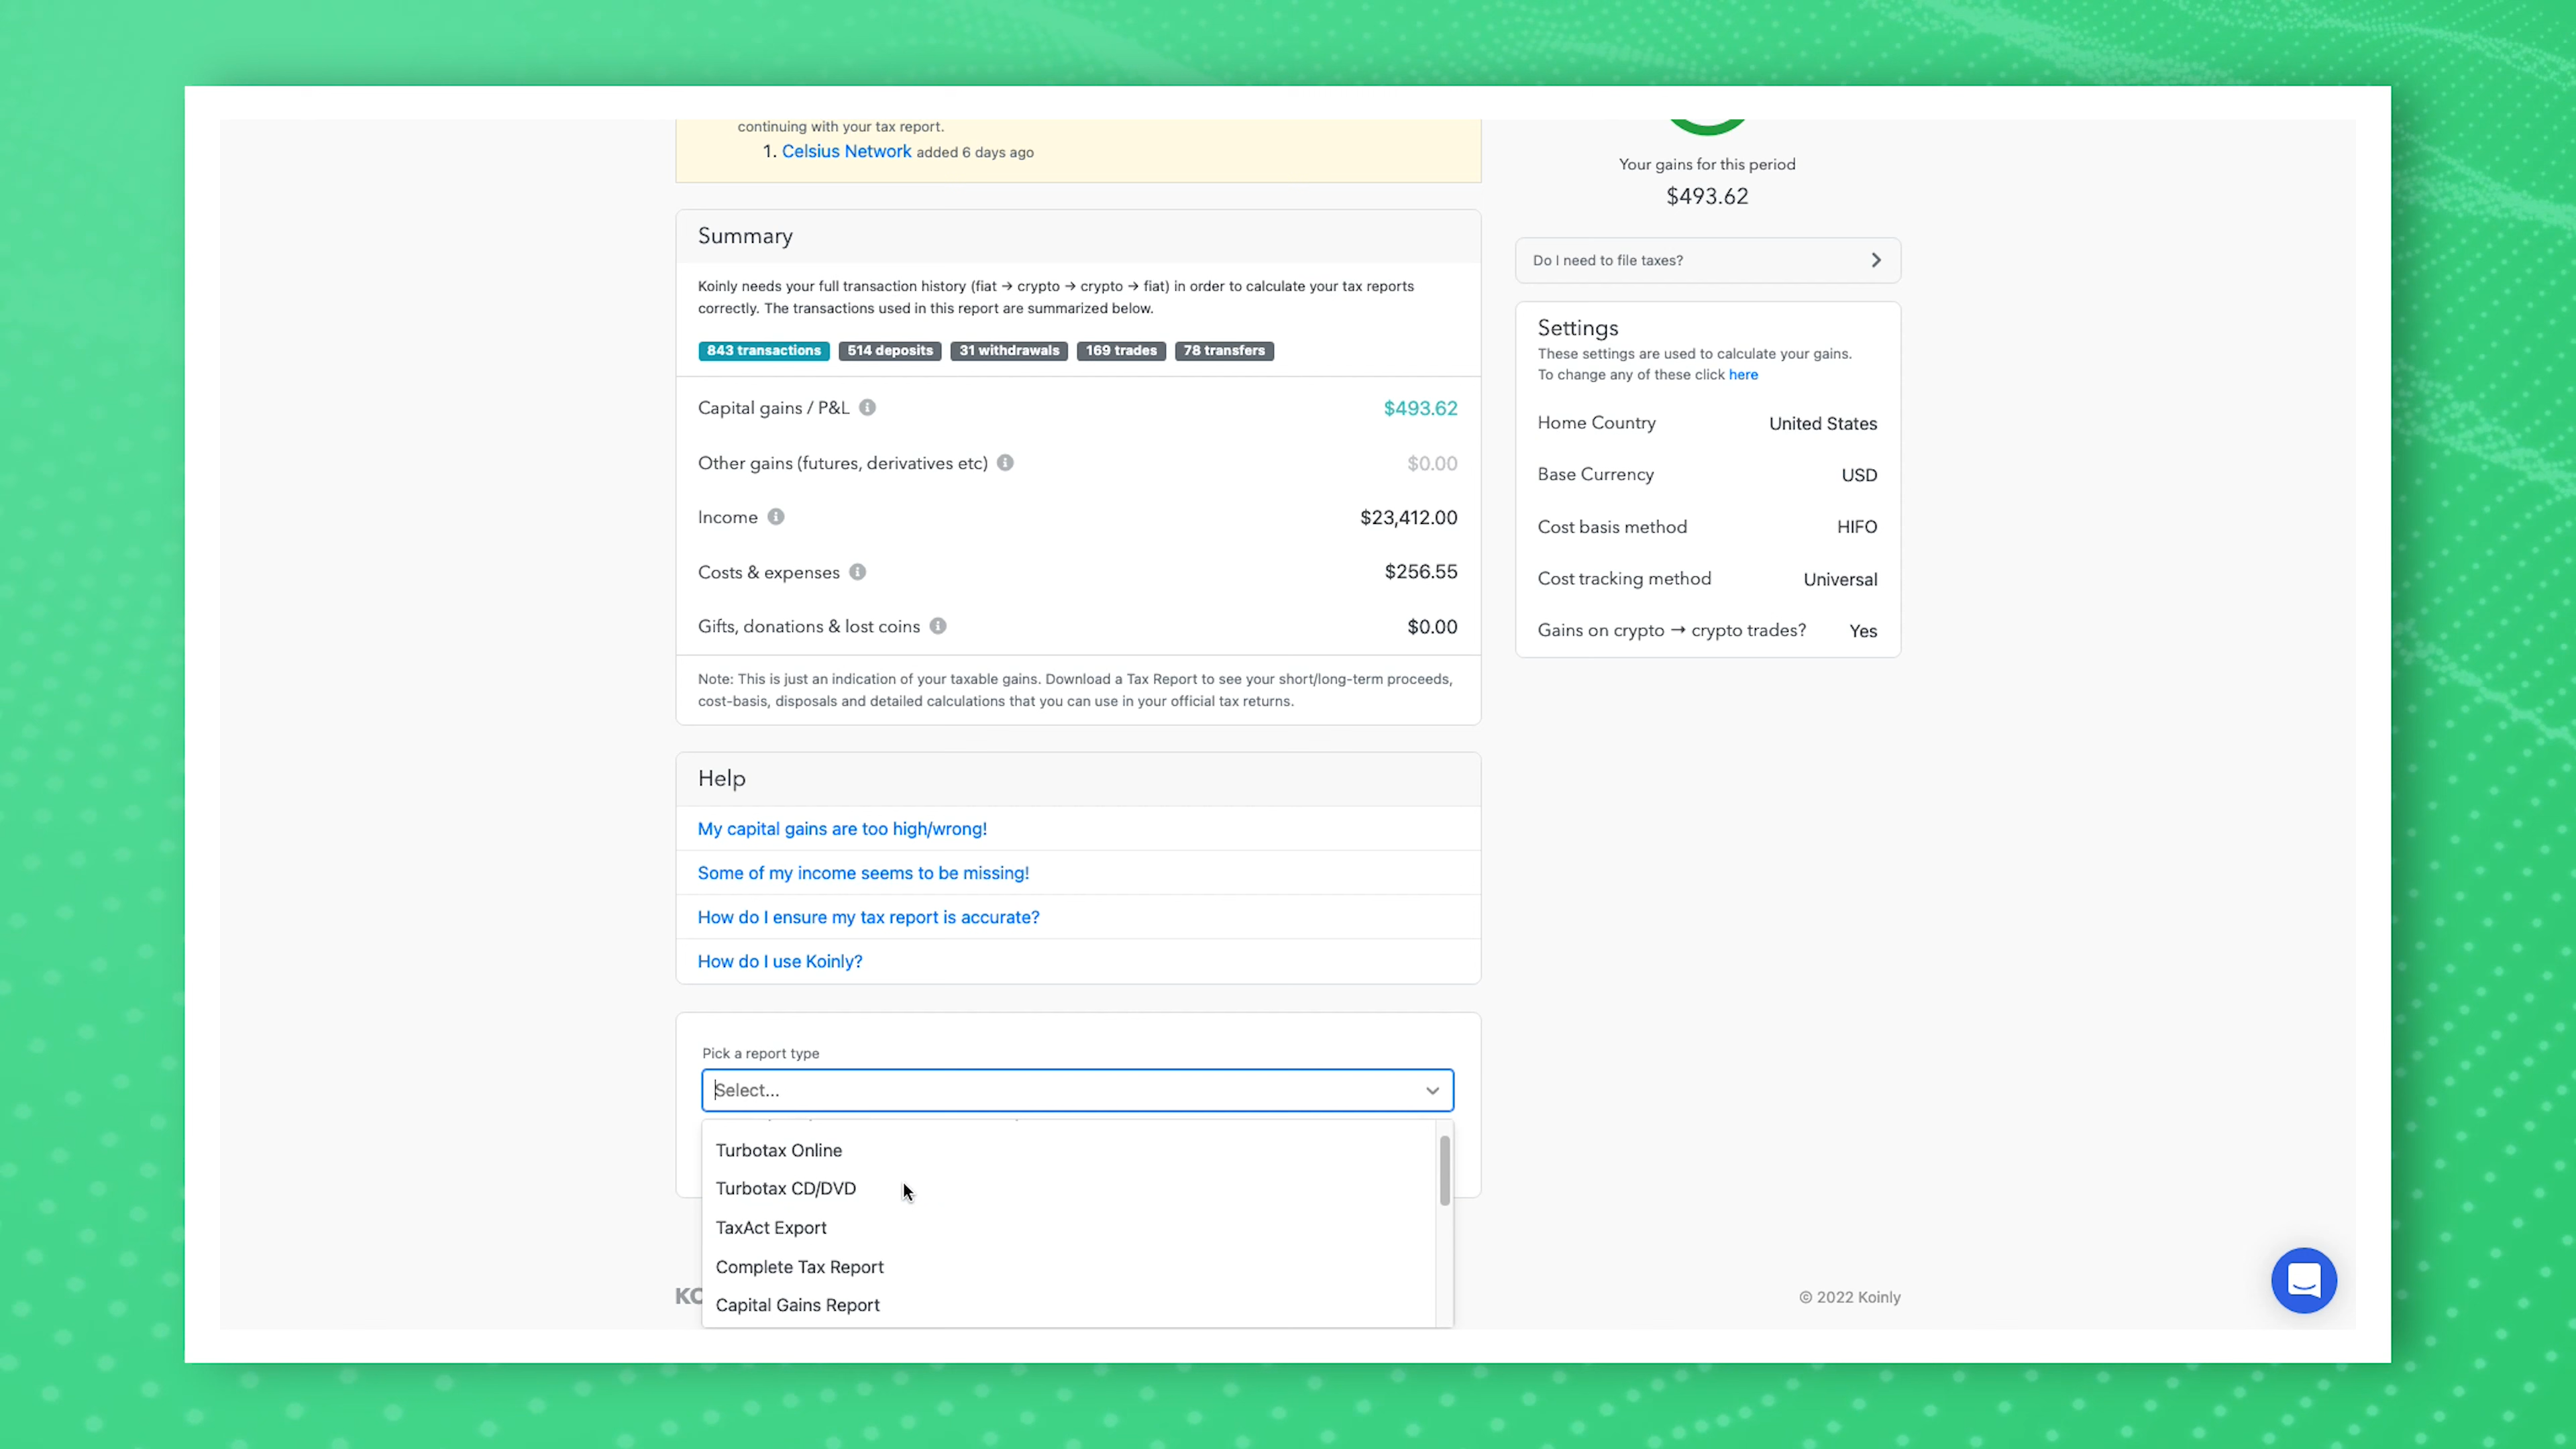 continuing with your tax report.
1. Celsius Network added 6 days ago
Your gains for this period
$493.62
Do I need to file taxes?
Summary
Koinly needs your full transaction history (fiat → crypto → crypto → fiat) in order to calculate your tax reports
correctly. The transactions used in this report are summarized below.
843 transactions 514 deposits 31 withdrawals 169 trades 78 transfers
Capital gains / P&L $493.62
Other gains (futures, derivatives etc) $0.00
Income $23,412.00
Costs & expenses $256.55
Gifts, donations & lost coins $0.00
Note: This is just an indication of your taxable gains. Download a Tax Report to see your short/long-term proceeds,
cost-basis, disposals and detailed calculations that you can use in your official tax returns.
Settings
These settings are used to calculate your gains.
To change any of these click here
Home Country United States
Base Currency USD
Cost basis method HIFO
Cost tracking method Universal
Gains on crypto → crypto trades? Yes
Help
My capital gains are too high/wrong!
Some of my income seems to be missing!
How do I ensure my tax report is accurate?
How do I use Koinly?
Pick a report type
Select...
Turbotax Online
Turbotax CD/DVD
TaxAct Export
Complete Tax Report
Capital Gains Report
KO
© 2022 Koinly